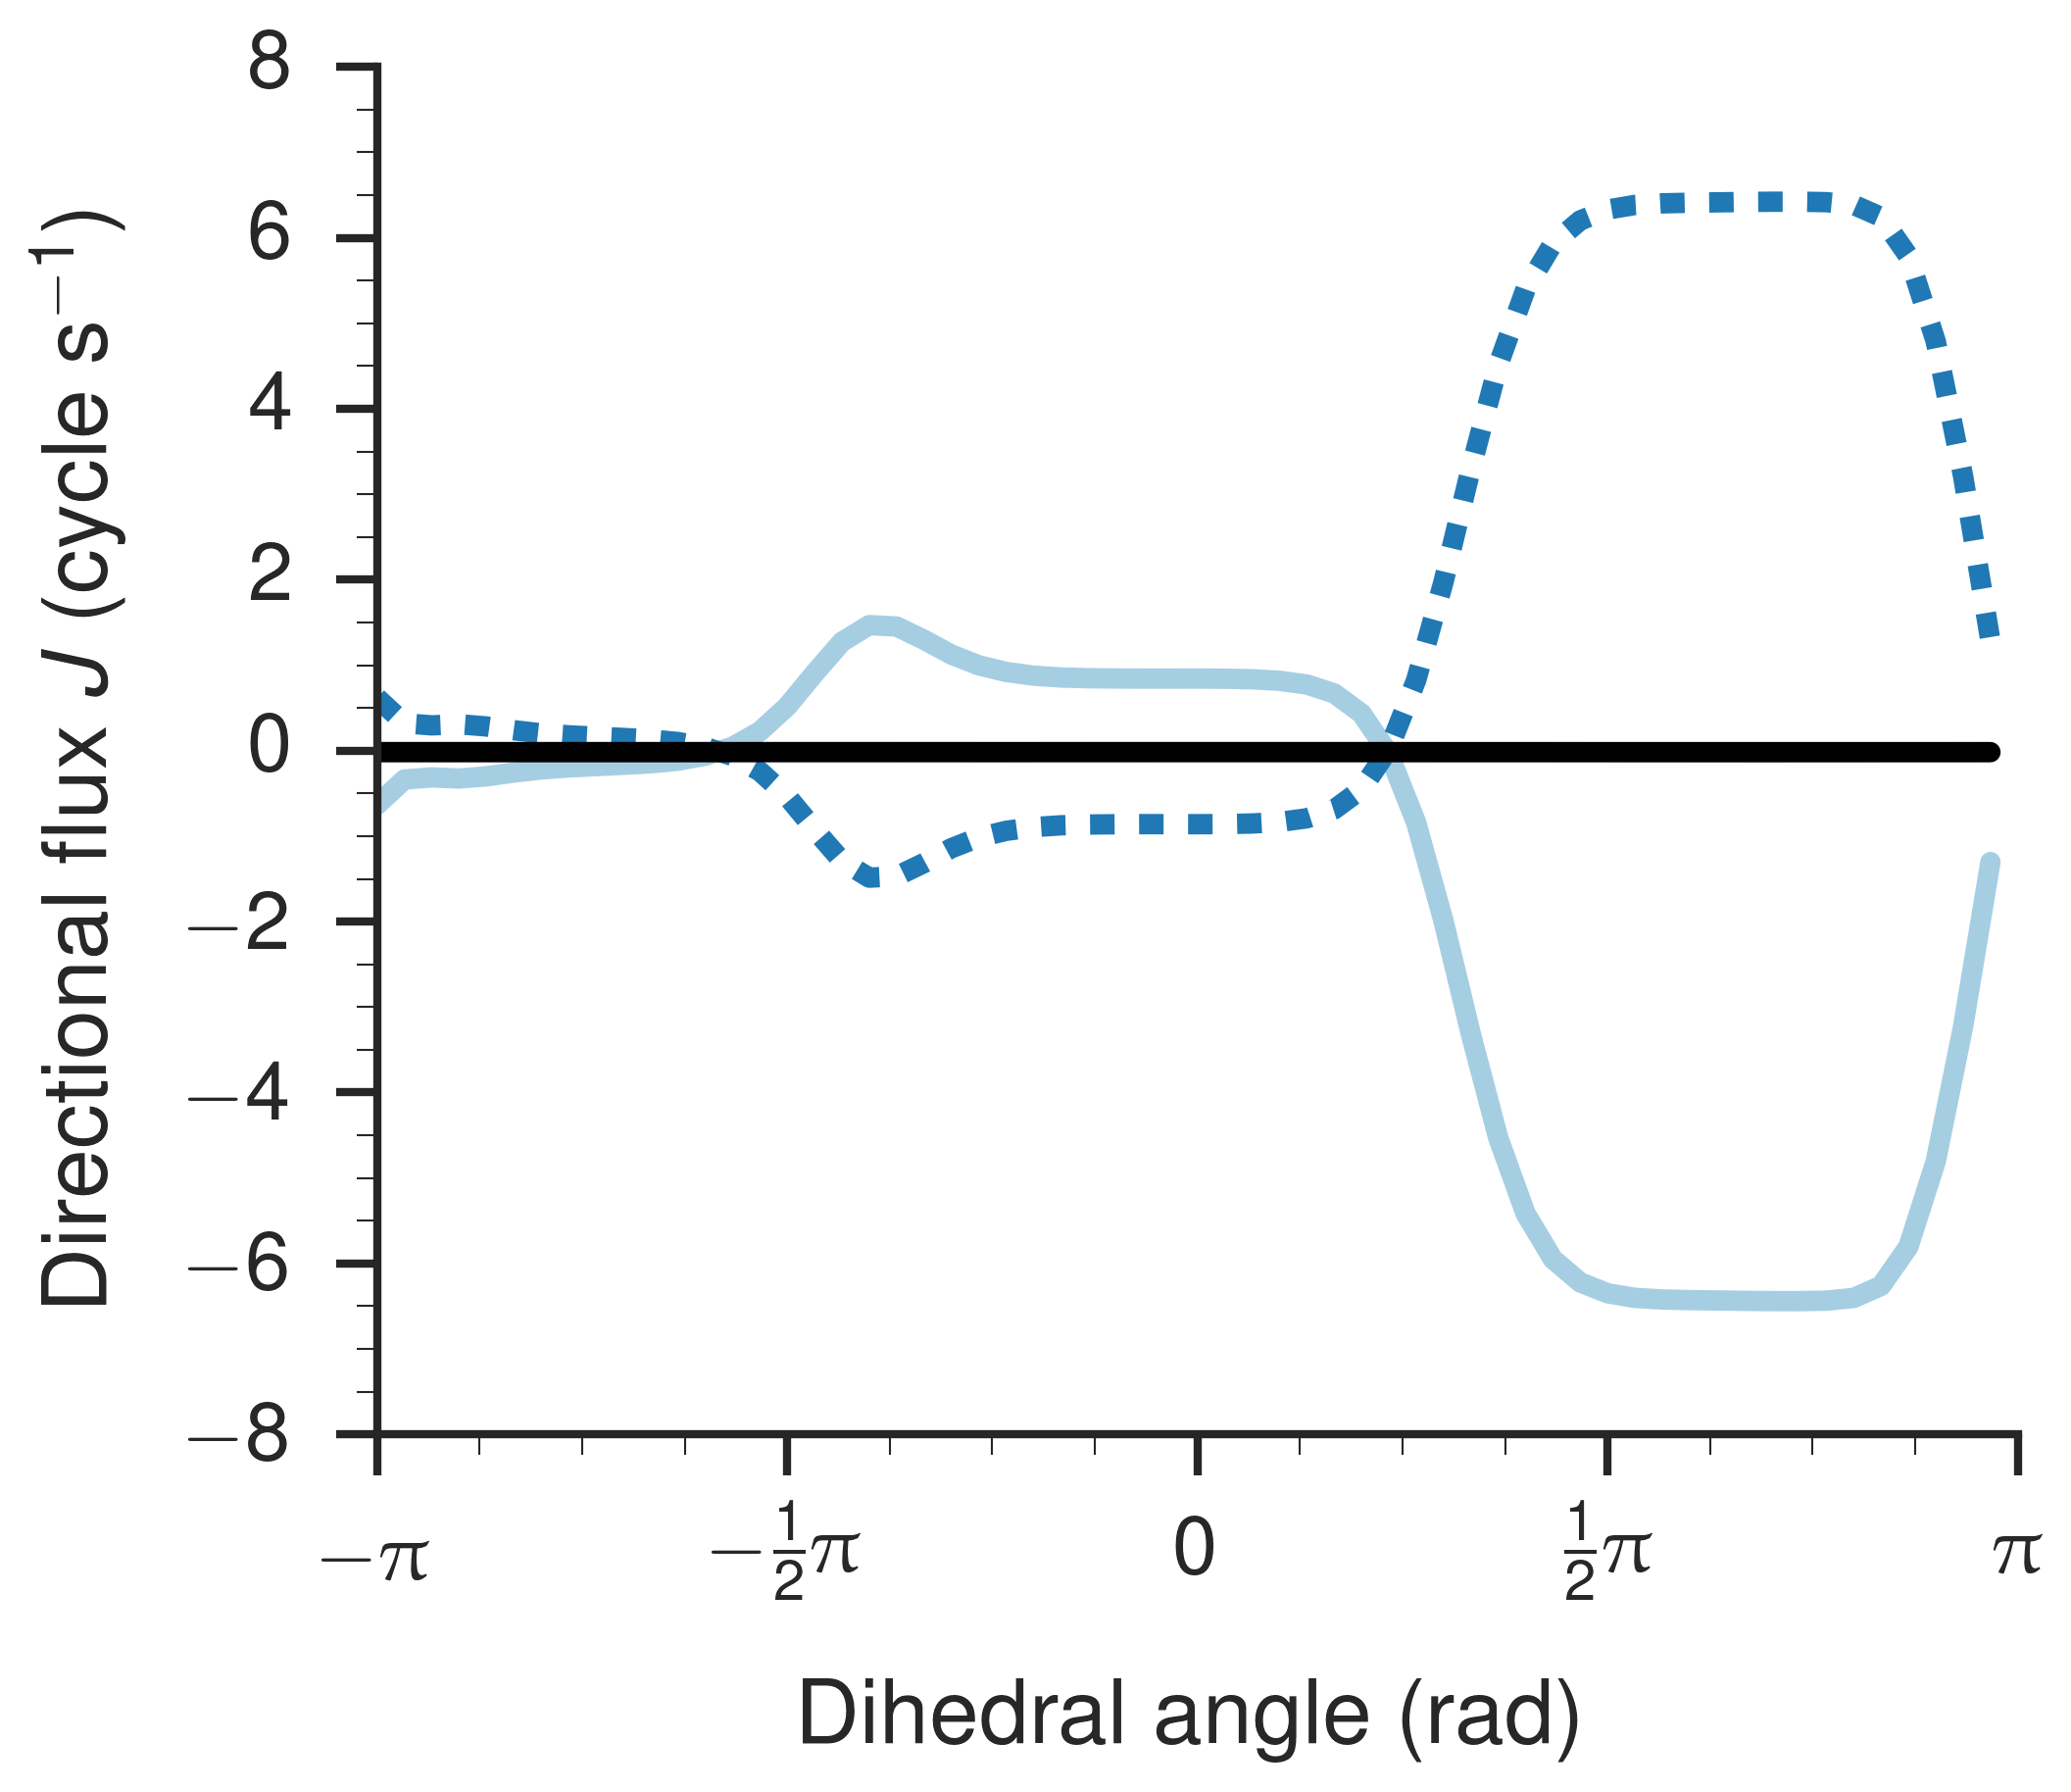 Directional flux J (cycle s⁻¹)
8
6
4
2
0
−2
−4
−6
−8
−π
−½π
0
½π
π
Dihedral angle (rad)